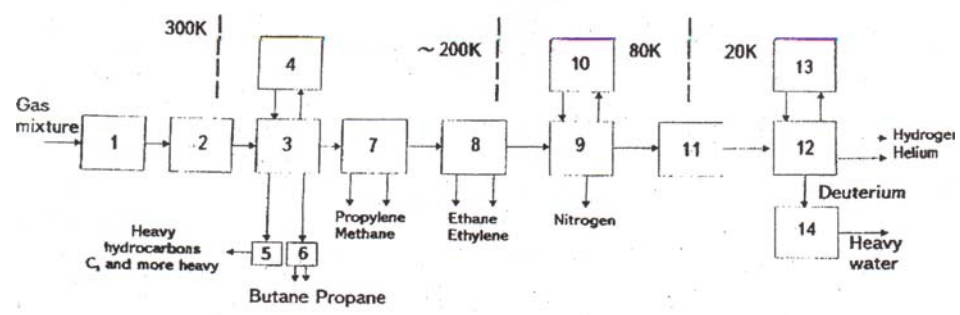 300K
~ 200K
80K
20K
4
10
13
Gas
mixture
1
2
3
7
8
9
11
12
Hydrogen
Helium
Propylene
Methane
Ethane
Ethylene
Nitrogen
Deuterium
Heavy
hydrocarbons
C, and more heavy
5
6
14
Heavy
water
Butane Propane